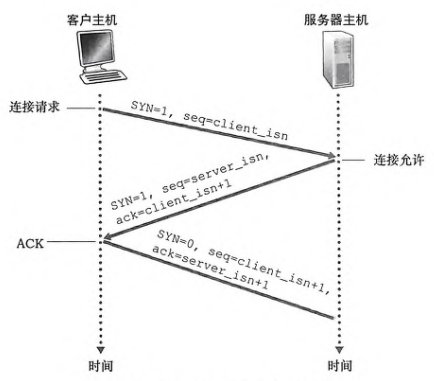 客户主机
服务器主机
连接请求
SYN=1, seq=client_isn
连接允许
SYN=1, seq=server_isn,
ack=client_isn+1
ACK
SYN=0, seq=client_isn+1,
ack=server_isn+1
时间
时间